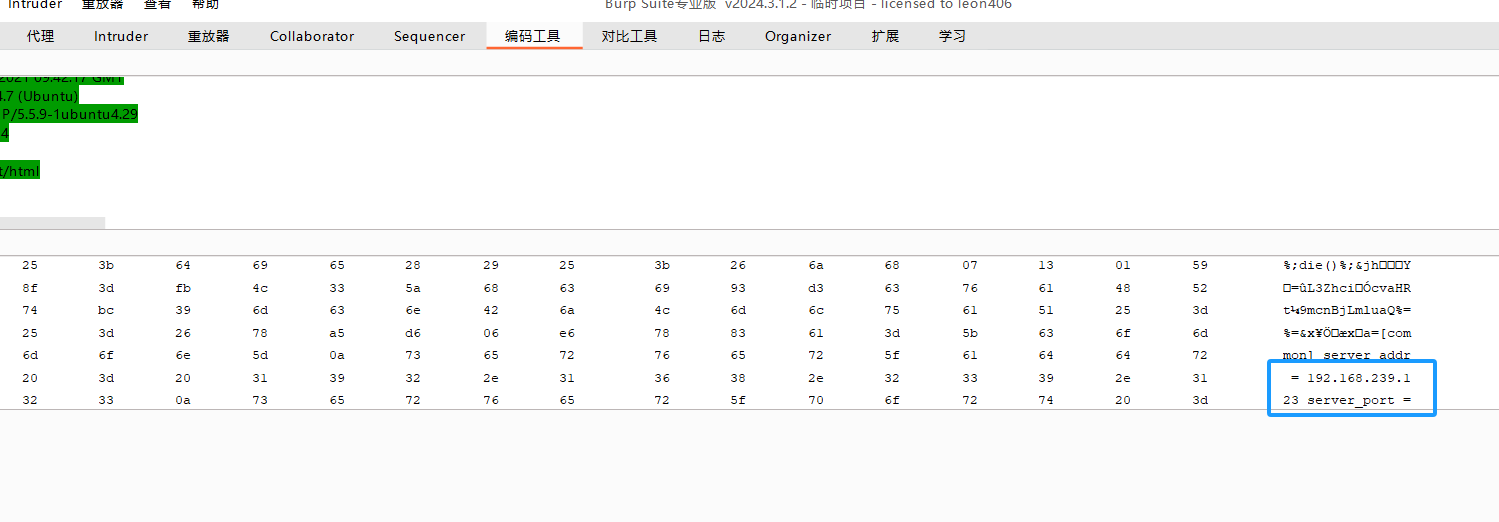 Intruder 重放器 查看 帮助 Burp Suite专业版 v2024.3.1.2 - 临时项目 - licensed to leon406
代理 Intruder 重放器 Collaborator Sequencer 编码工具 对比工具 日志 Organizer 扩展 学习
2021 09:42:17 GMT
4.7 (Ubuntu)
P/5.5.9-1ubuntu4.29
4
t/html
25 3b 64 69 65 28 29 25 3b 26 6a 68 07 13 01 59 %;die()%;&jh□□□Y
8f 3d fb 4c 33 5a 68 63 69 93 d3 63 76 61 48 52 □=ûL3Zhci□ÓcvaHR
74 bc 39 6d 63 6e 42 6a 4c 6d 6c 75 61 51 25 3d t¼9mcnBjLmluaQ%=
25 3d 26 78 a5 d6 06 e6 78 83 61 3d 5b 63 6f 6d %=&x¥Ö□æx□a=[com
6d 6f 6e 5d 0a 73 65 72 76 65 72 5f 61 64 64 72 mon] server_addr
20 3d 20 31 39 32 2e 31 36 38 2e 32 33 39 2e 31 = 192.168.239.1
32 33 0a 73 65 72 76 65 72 5f 70 6f 72 74 20 3d 23 server_port =